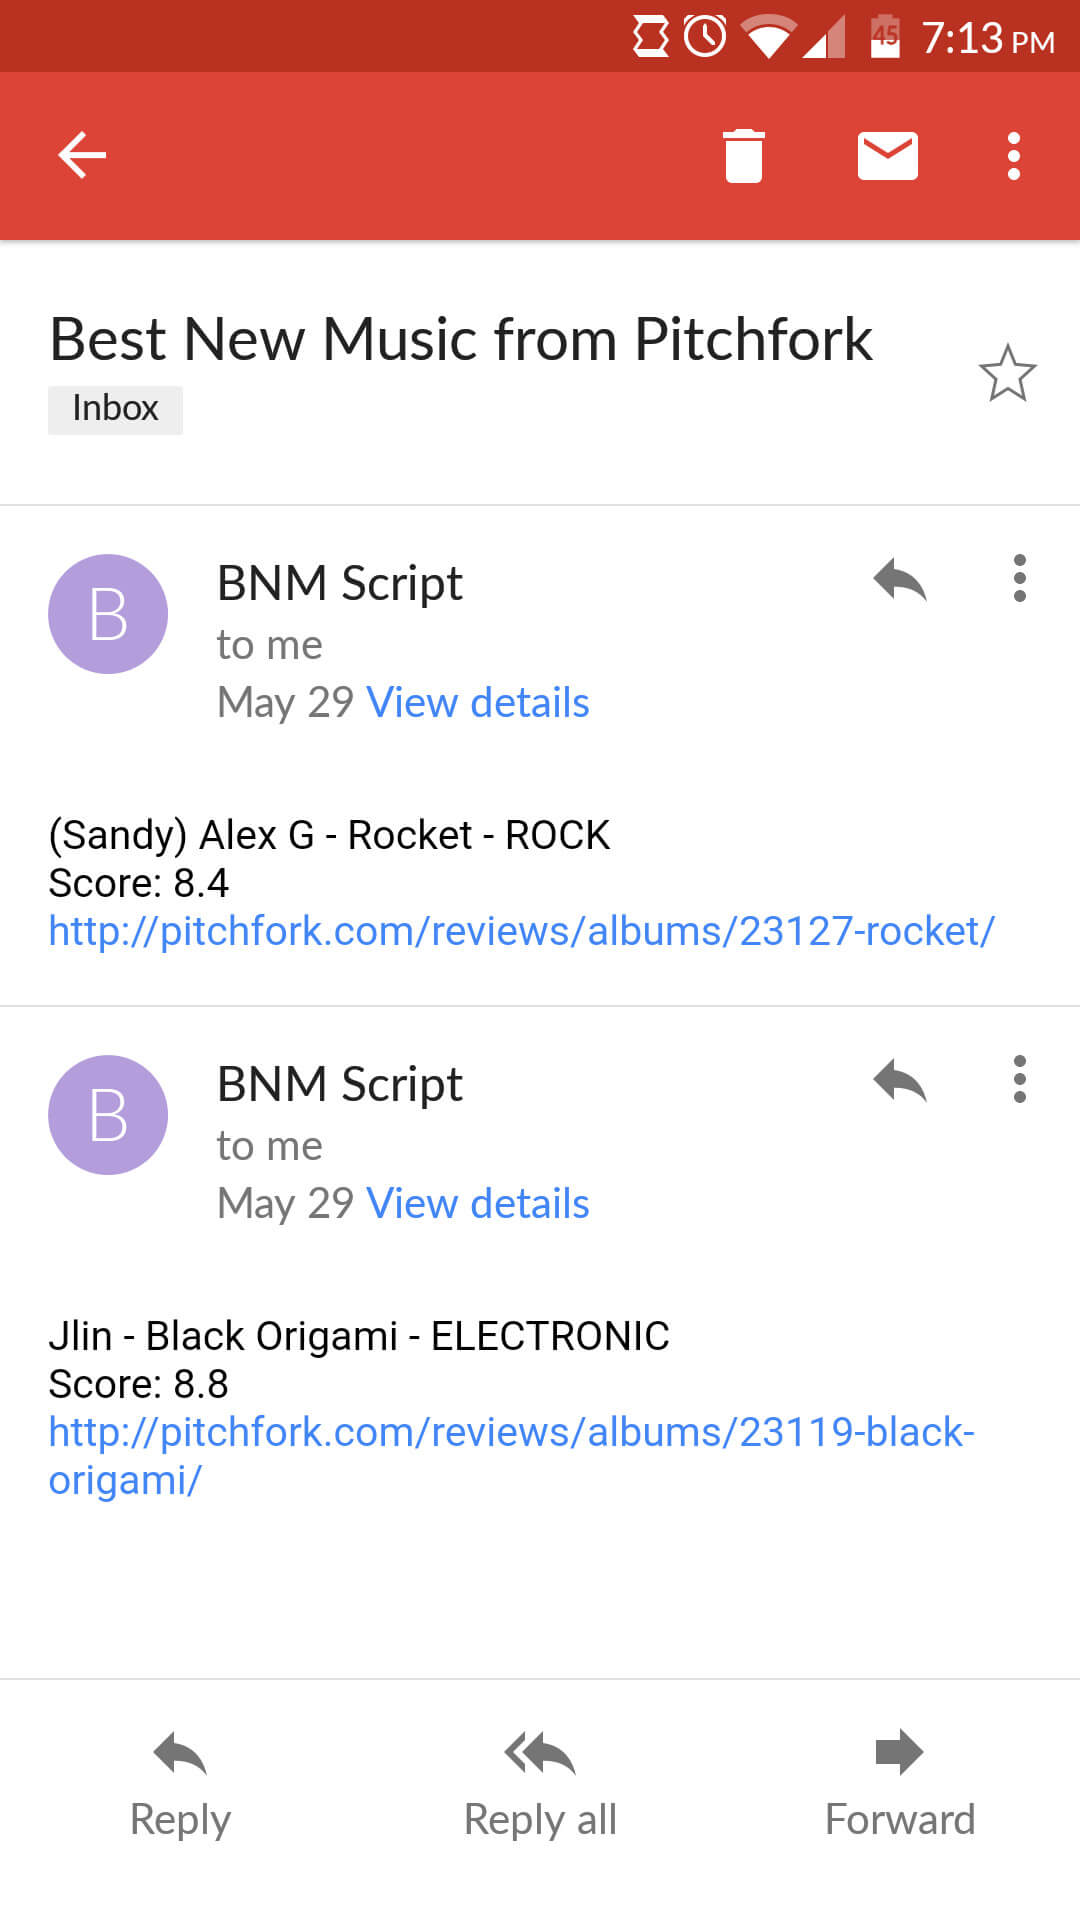 45 7:13 PM
Best New Music from Pitchfork
Inbox
B
BNM Script
to me
May 29 View details
(Sandy) Alex G - Rocket - ROCK
Score: 8.4
http://pitchfork.com/reviews/albums/23127-rocket/
B
BNM Script
to me
May 29 View details
Jlin - Black Origami - ELECTRONIC
Score: 8.8
http://pitchfork.com/reviews/albums/23119-black-
origami/
Reply Reply all Forward